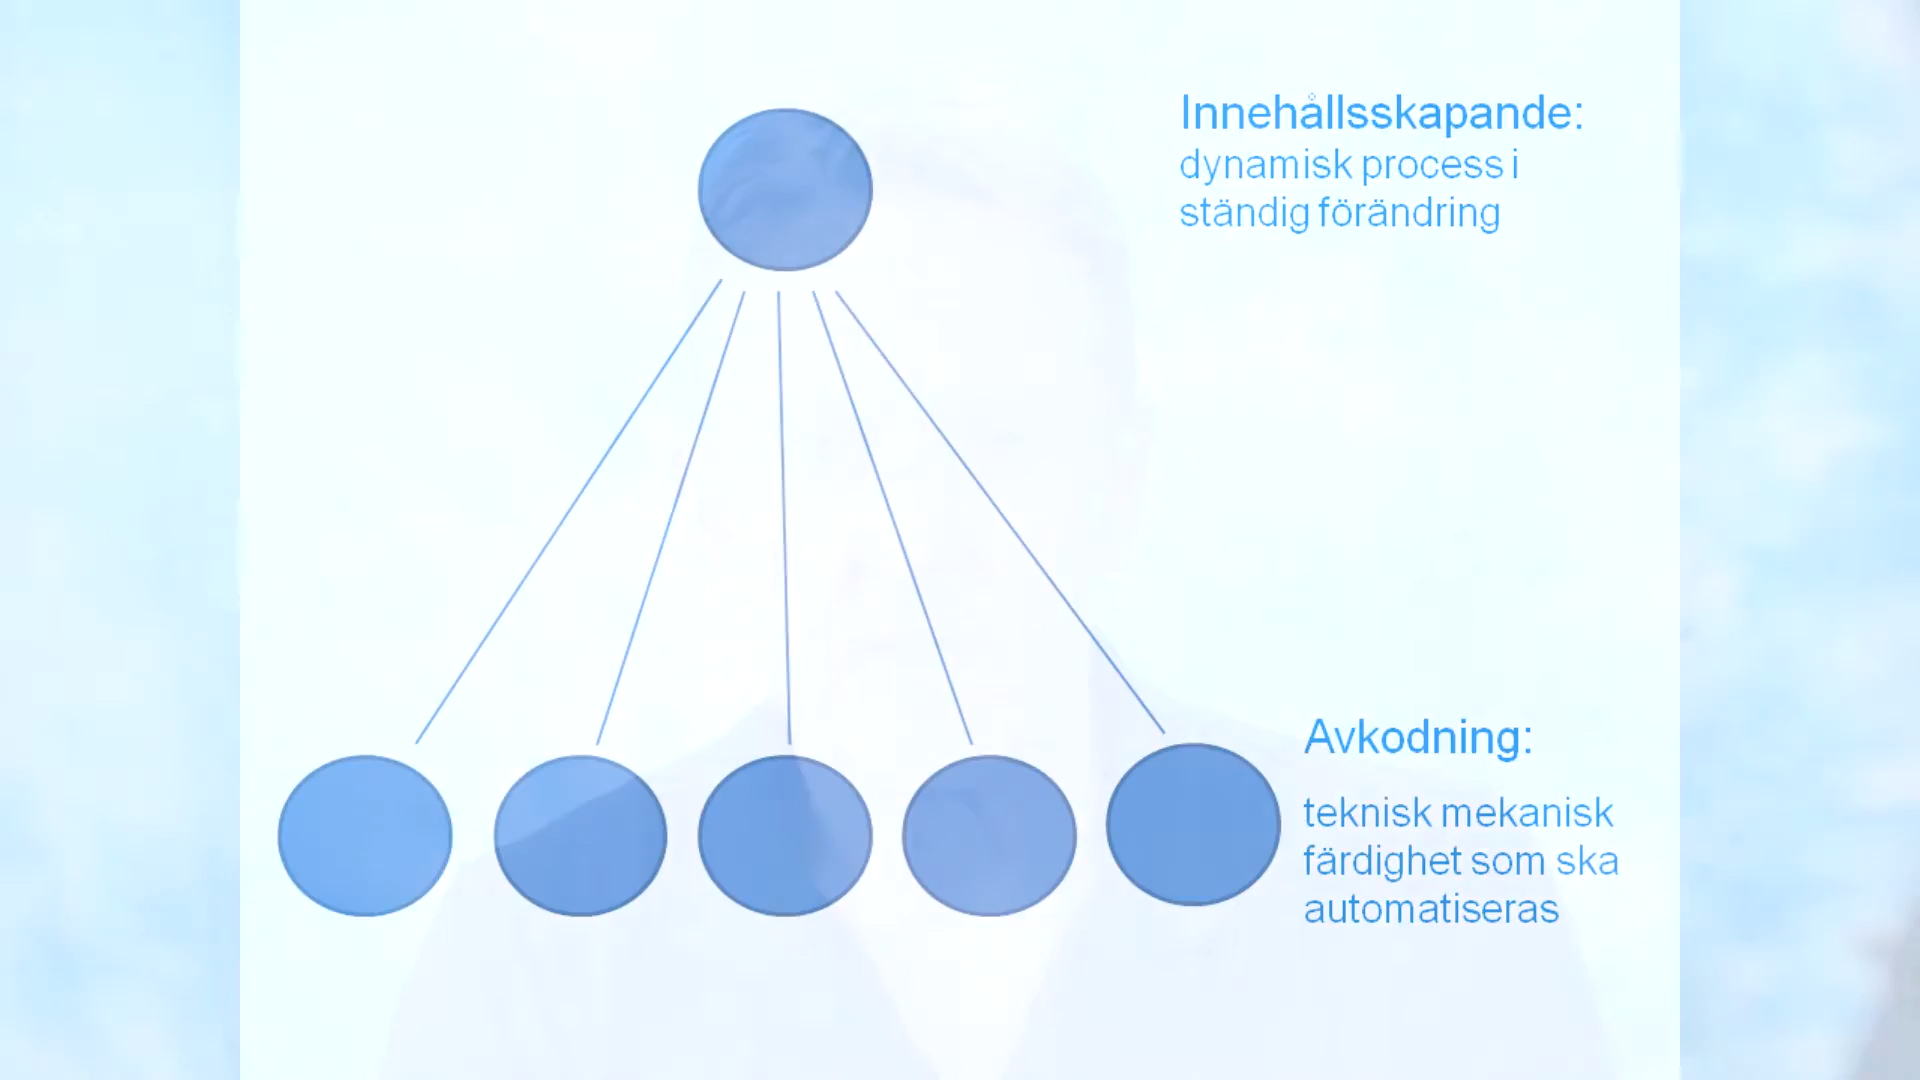 Innehållsskapande:
dynamisk process i
ständig förändring
Avkodning:
teknisk mekanisk
färdighet som ska
automatiseras